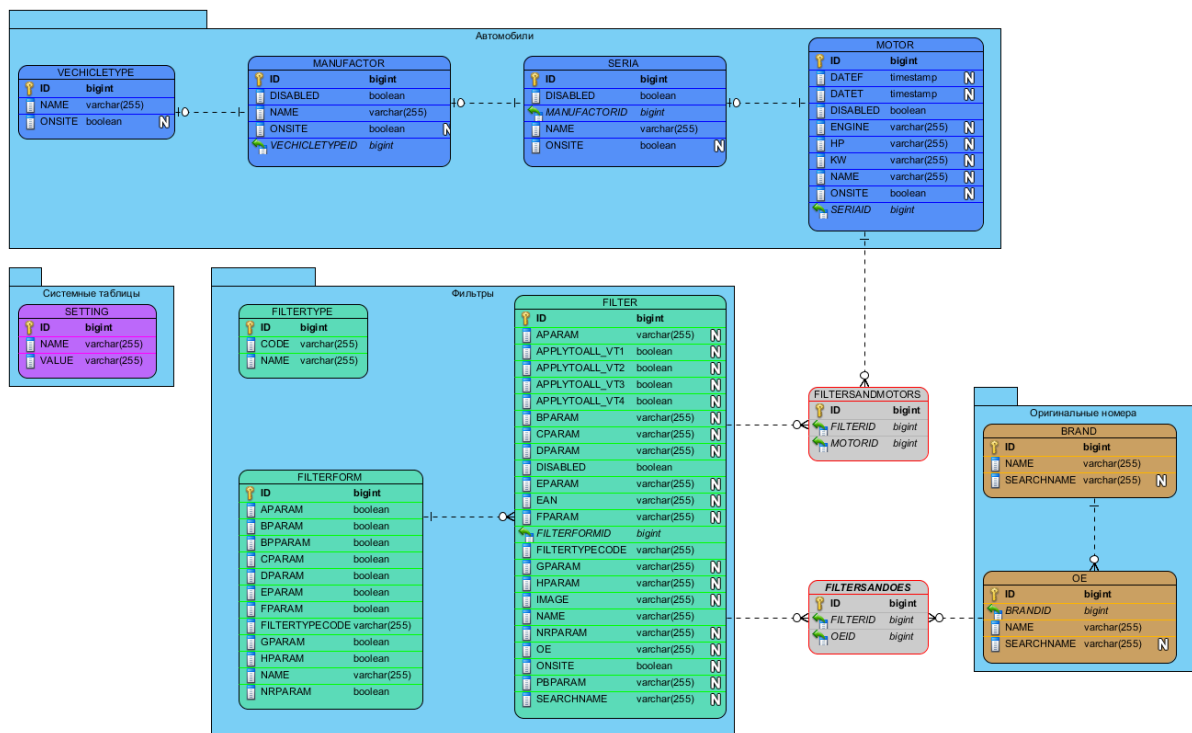 Автомобили
VECHICLETYPE
ID bigint
NAME varchar(255)
ONSITE boolean N
MANUFACTOR
ID bigint
DISABLED boolean
NAME varchar(255)
ONSITE boolean N
VECHICLETYPEID bigint
SERIA
ID bigint
DISABLED boolean
MANUFACTORID bigint
NAME varchar(255)
ONSITE boolean N
MOTOR
ID bigint
DATEF timestamp N
DATET timestamp N
DISABLED boolean
ENGINE varchar(255) N
HP varchar(255) N
KW varchar(255) N
NAME varchar(255) N
ONSITE boolean N
SERIAID bigint
Системные таблицы
SETTING
ID bigint
NAME varchar(255)
VALUE varchar(255)
Фильтры
FILTERTYPE
ID bigint
CODE varchar(255)
NAME varchar(255)
FILTERFORM
ID bigint
APARAM boolean
BPARAM boolean
BPPARAM boolean
CPARAM boolean
DPARAM boolean
EPARAM boolean
FPARAM boolean
FILTERTYPECODE varchar(255)
GPARAM boolean
HPARAM boolean
NAME varchar(255)
NRPARAM boolean
FILTER
ID bigint
APARAM varchar(255) N
APPLYTOALL_VT1 boolean N
APPLYTOALL_VT2 boolean N
APPLYTOALL_VT3 boolean N
APPLYTOALL_VT4 boolean N
BPARAM varchar(255) N
CPARAM varchar(255) N
DPARAM varchar(255) N
DISABLED boolean
EPARAM varchar(255) N
EAN varchar(255) N
FPARAM varchar(255) N
FILTERFORMID bigint
FILTERTYPECODE varchar(255)
GPARAM varchar(255) N
HPARAM varchar(255) N
IMAGE varchar(255) N
NAME varchar(255)
NRPARAM varchar(255) N
OE varchar(255) N
ONSITE boolean N
PBPARAM varchar(255) N
SEARCHNAME varchar(255) N
FILTERSANDMOTORS
ID bigint
FILTERID bigint
MOTORID bigint
FILTERSANDOES
ID bigint
FILTERID bigint
OEID bigint
Оригинальные номера
BRAND
ID bigint
NAME varchar(255)
SEARCHNAME varchar(255) N
OE
ID bigint
BRANDID bigint
NAME varchar(255)
SEARCHNAME varchar(255) N